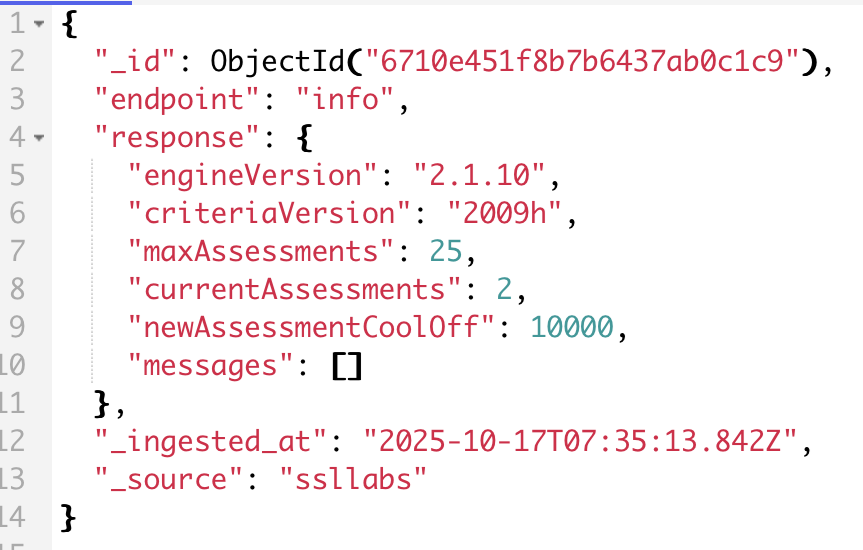 1 {
2 "_id": ObjectId("6710e451f8b7b6437ab0c1c9"),
3 "endpoint": "info",
4 "response": {
5 "engineVersion": "2.1.10",
6 "criteriaVersion": "2009h",
7 "maxAssessments": 25,
8 "currentAssessments": 2,
9 "newAssessmentCoolOff": 10000,
10 "messages": []
11 },
12 "_ingested_at": "2025-10-17T07:35:13.842Z",
13 "_source": "ssllabs"
14 }
15